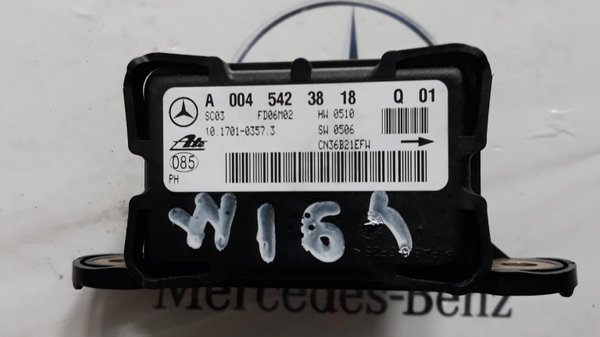 A 004 542 38 18 Q 01
SC03 FD06M02 HW 0510
10.1701-0357.3 SW 0506
Ate CN36B21EFW
085
PH
W164
Mercedes-Benz